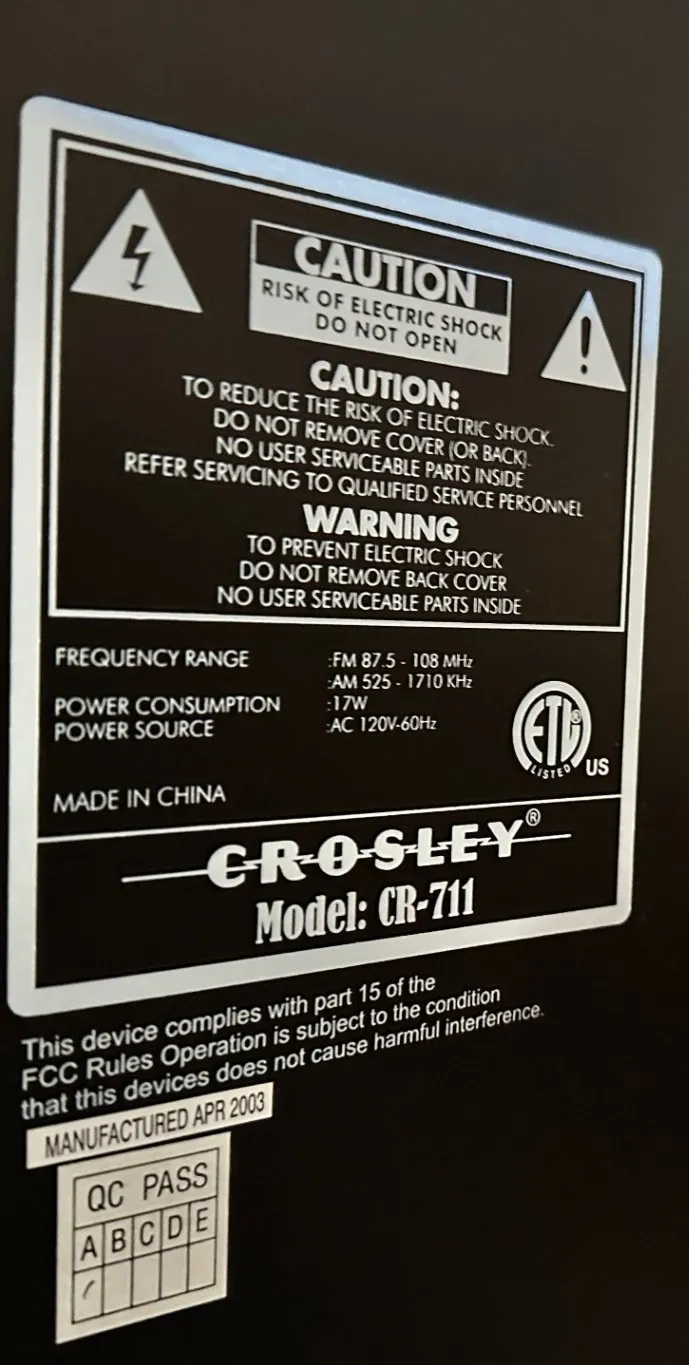 CAUTION
RISK OF ELECTRIC SHOCK
DO NOT OPEN
!
CAUTION:
TO REDUCE THE RISK OF ELECTRIC SHOCK.
DO NOT REMOVE COVER (OR BACK).
NO USER SERVICEABLE PARTS INSIDE
REFER SERVICING TO QUALIFIED SERVICE PERSONNEL
WARNING
TO PREVENT ELECTRIC SHOCK
DO NOT REMOVE BACK COVER
NO USER SERVICEABLE PARTS INSIDE
FREQUENCY RANGE :FM 87.5 - 108 MHz
:AM 525 - 1710 KHz
POWER CONSUMPTION :17W
POWER SOURCE :AC 120V-60Hz
ETL®
LISTED US
MADE IN CHINA
CROSLEY®
Model: CR-711
This device complies with part 15 of the
FCC Rules Operation is subject to the condition
that this devices does not cause harmful interference.
MANUFACTURED APR 2003
QC PASS
A B C D E